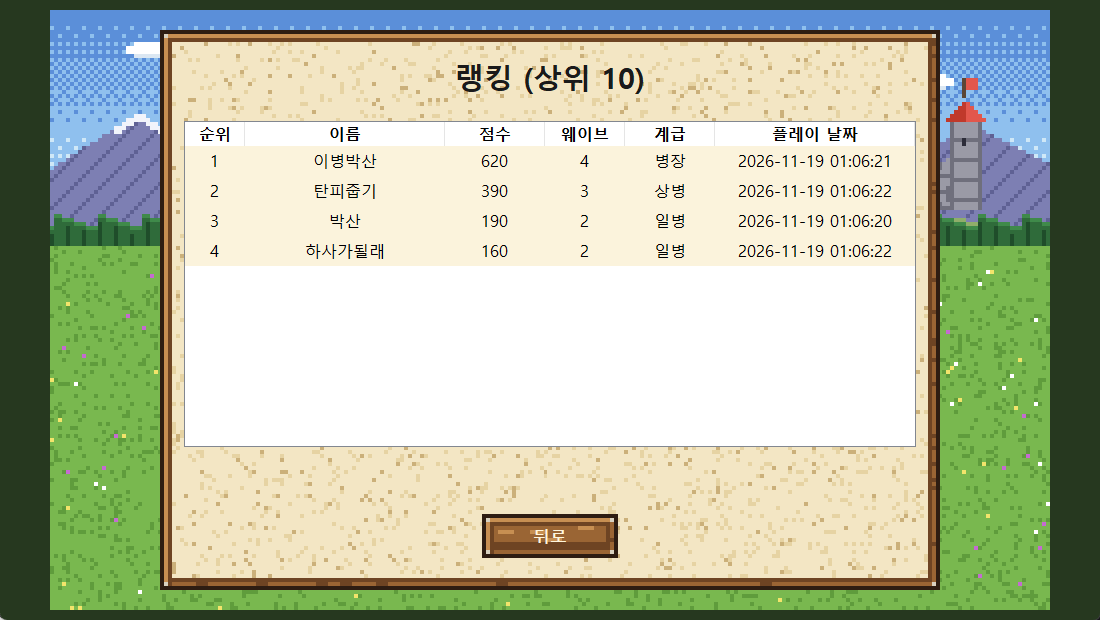 랭킹 (상위 10)
순위 이름 점수 웨이브 계급 플레이 날짜
1 이병박산 620 4 병장 2026-11-19 01:06:21
2 탄피줍기 390 3 상병 2026-11-19 01:06:22
3 박산 190 2 일병 2026-11-19 01:06:20
4 하사가될래 160 2 일병 2026-11-19 01:06:22
뒤로